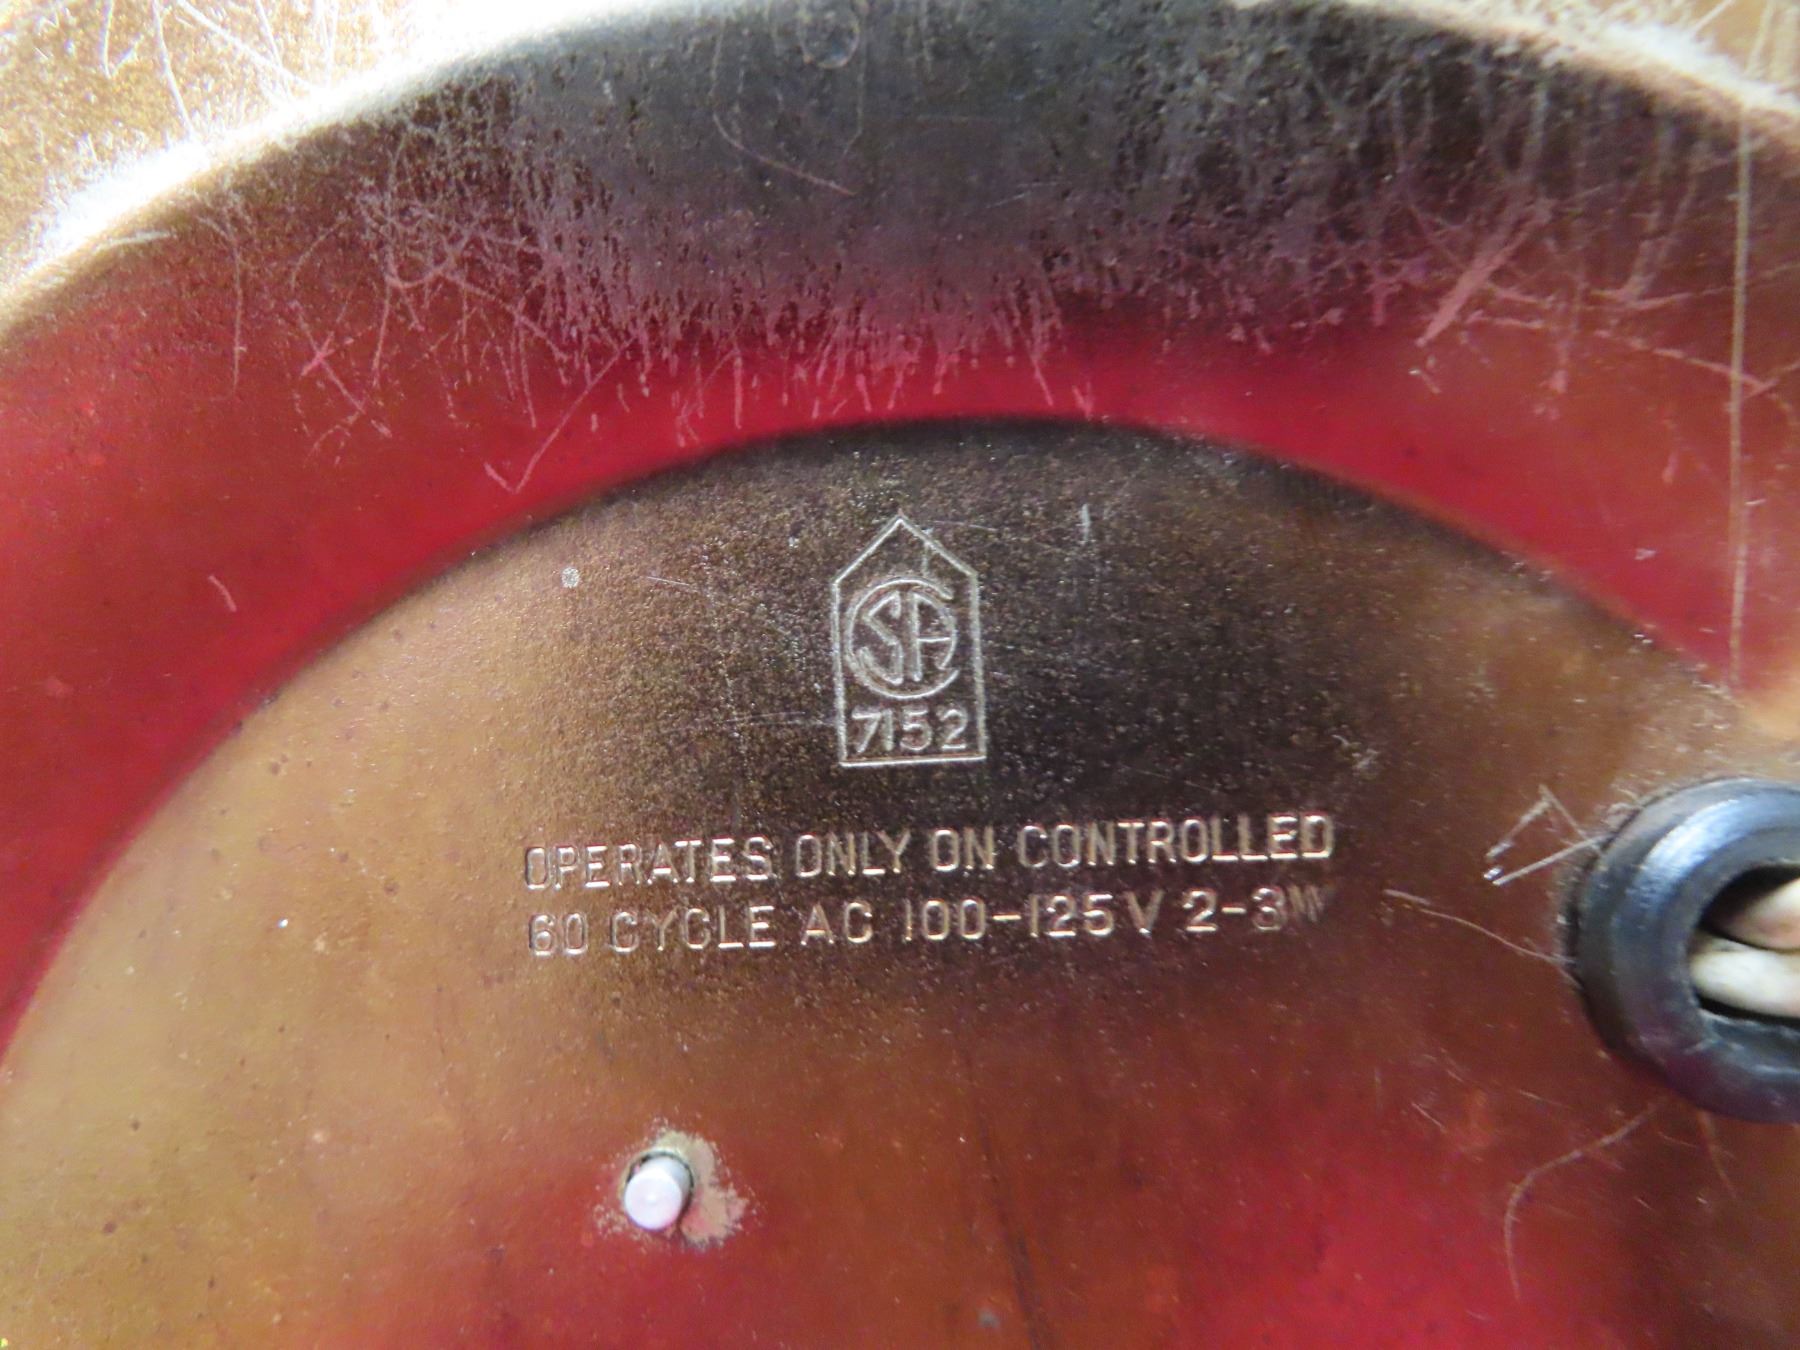 CSA
7152
OPERATES ONLY ON CONTROLLED
60 CYCLE AC 100-125V 2-3W